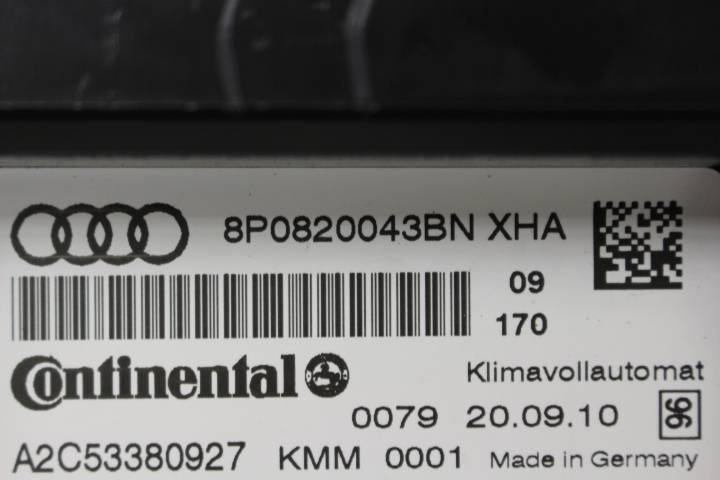 8P0820043BN XHA
09
170
Continental
Klimavollautomat
0079 20.09.10 96
A2C53380927 KMM 0001 Made in Germany